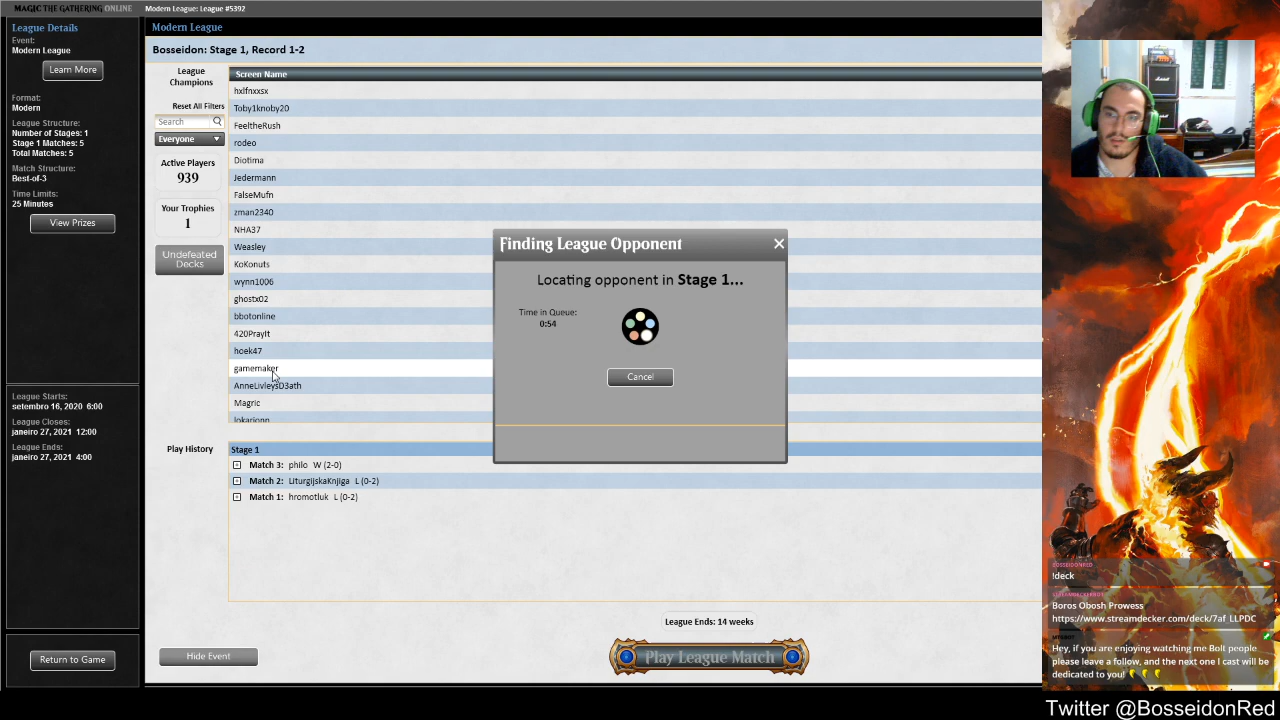 MAGIC THE GATHERING ONLINE
Modern League: League #5392
League Details
Event:
Modern League
Learn More
Format:
Modern
League Structure:
Number of Stages: 1
Stage 1 Matches: 5
Total Matches: 5
Match Structure:
Best-of-3
Time Limits:
25 Minutes
View Prizes
League Starts:
setembro 16, 2020 6:00
League Closes:
janeiro 27, 2021 12:00
League Ends:
janeiro 27, 2021 4:00
Return to Game
Modern League
Bosseidon: Stage 1, Record 1-2
League
Champions
Reset All Filters
Search
Everyone
Active Players
939
Your Trophies
1
Undefeated
Decks
Screen Name
hxlfnxxsx
Toby1knoby20
FeeltheRush
rodeo
Diotima
Jedermann
FalseMufn
zman2340
NHA37
Weasley
KoKonuts
wynn1006
ghostx02
bbotonline
420PrayIt
hoek47
gamemaker
AnneLivleysD3ath
Magric
Finding League Opponent
Locating opponent in Stage 1...
Time in Queue:
0:54
Cancel
Play History
Stage 1
Match 3: philo W (2-0)
Match 2: LiturgijskaKnjiga L (0-2)
Match 1: hromotluk L (0-2)
League Ends: 14 weeks
Hide Event
Play League Match
BOSSEIDONRED
!deck
Boros Obosh Prowess
https://www.streamdecker.com/deck/7af_LLPDC
Hey, if you are enjoying watching me Bolt people
please leave a follow, and the next one I cast will be
dedicated to you!
Twitter @BosseidonRed